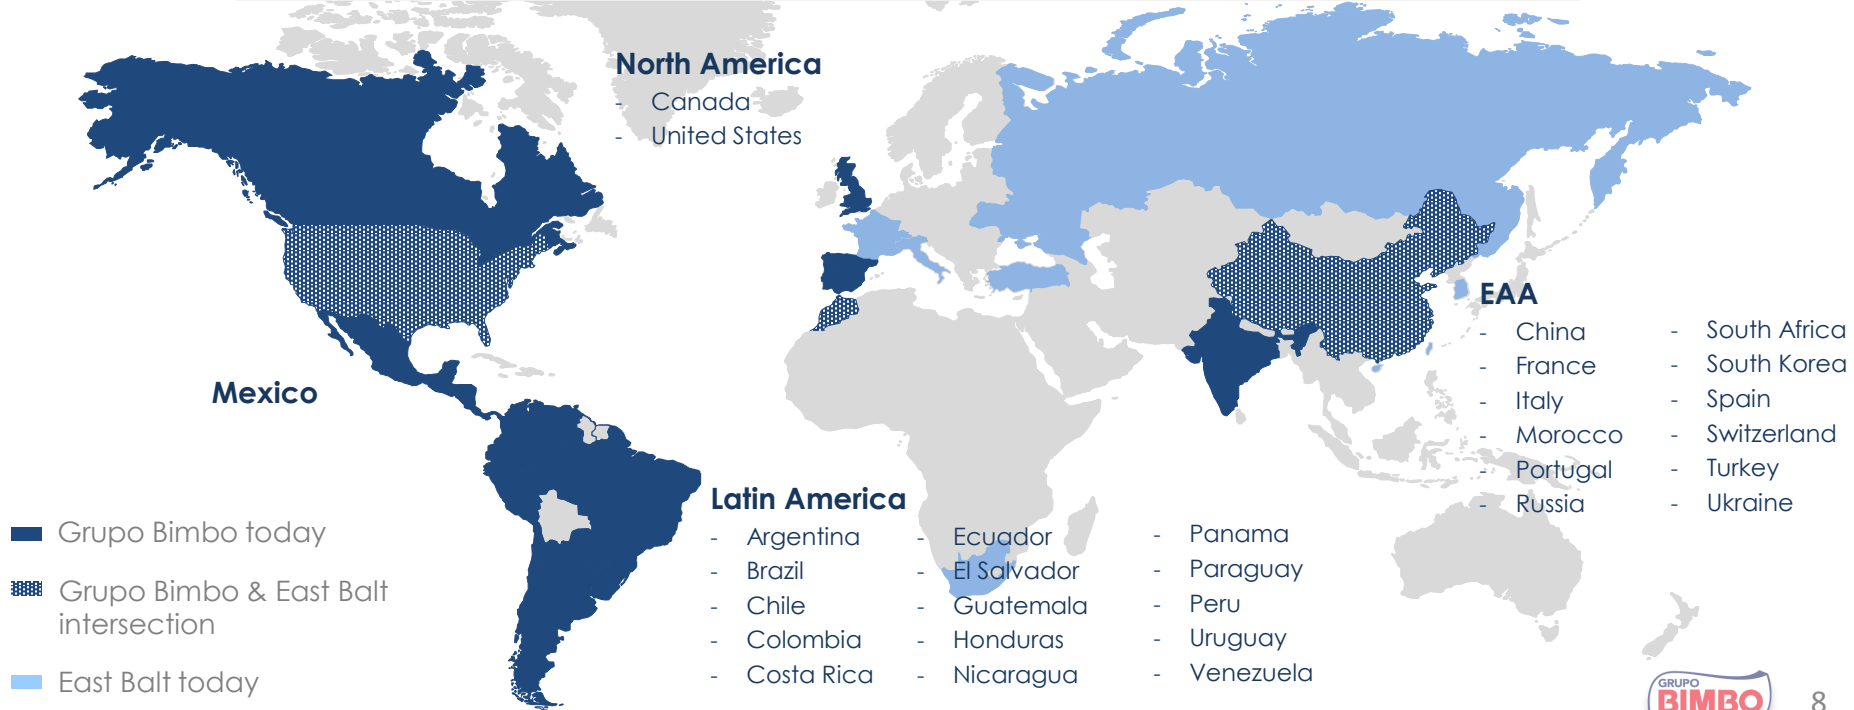 North America
- Canada
- United States
Mexico
EAA
- China
- France
- Italy
- Morocco
- Portugal
- Russia
- South Africa
- South Korea
- Spain
- Switzerland
- Turkey
- Ukraine
Latin America
- Argentina
- Brazil
- Chile
- Colombia
- Costa Rica
- Ecuador
- El Salvador
- Guatemala
- Honduras
- Nicaragua
- Panama
- Paraguay
- Peru
- Uruguay
- Venezuela
Grupo Bimbo today
Grupo Bimbo & East Balt
intersection
East Balt today
GRUPO
BIMBO
8